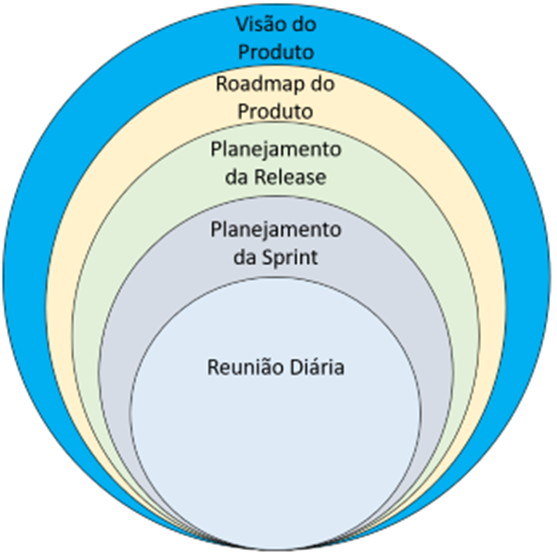 Visão do
Produto
Roadmap do
Produto
Planejamento
da Release
Planejamento
da Sprint
Reunião Diária